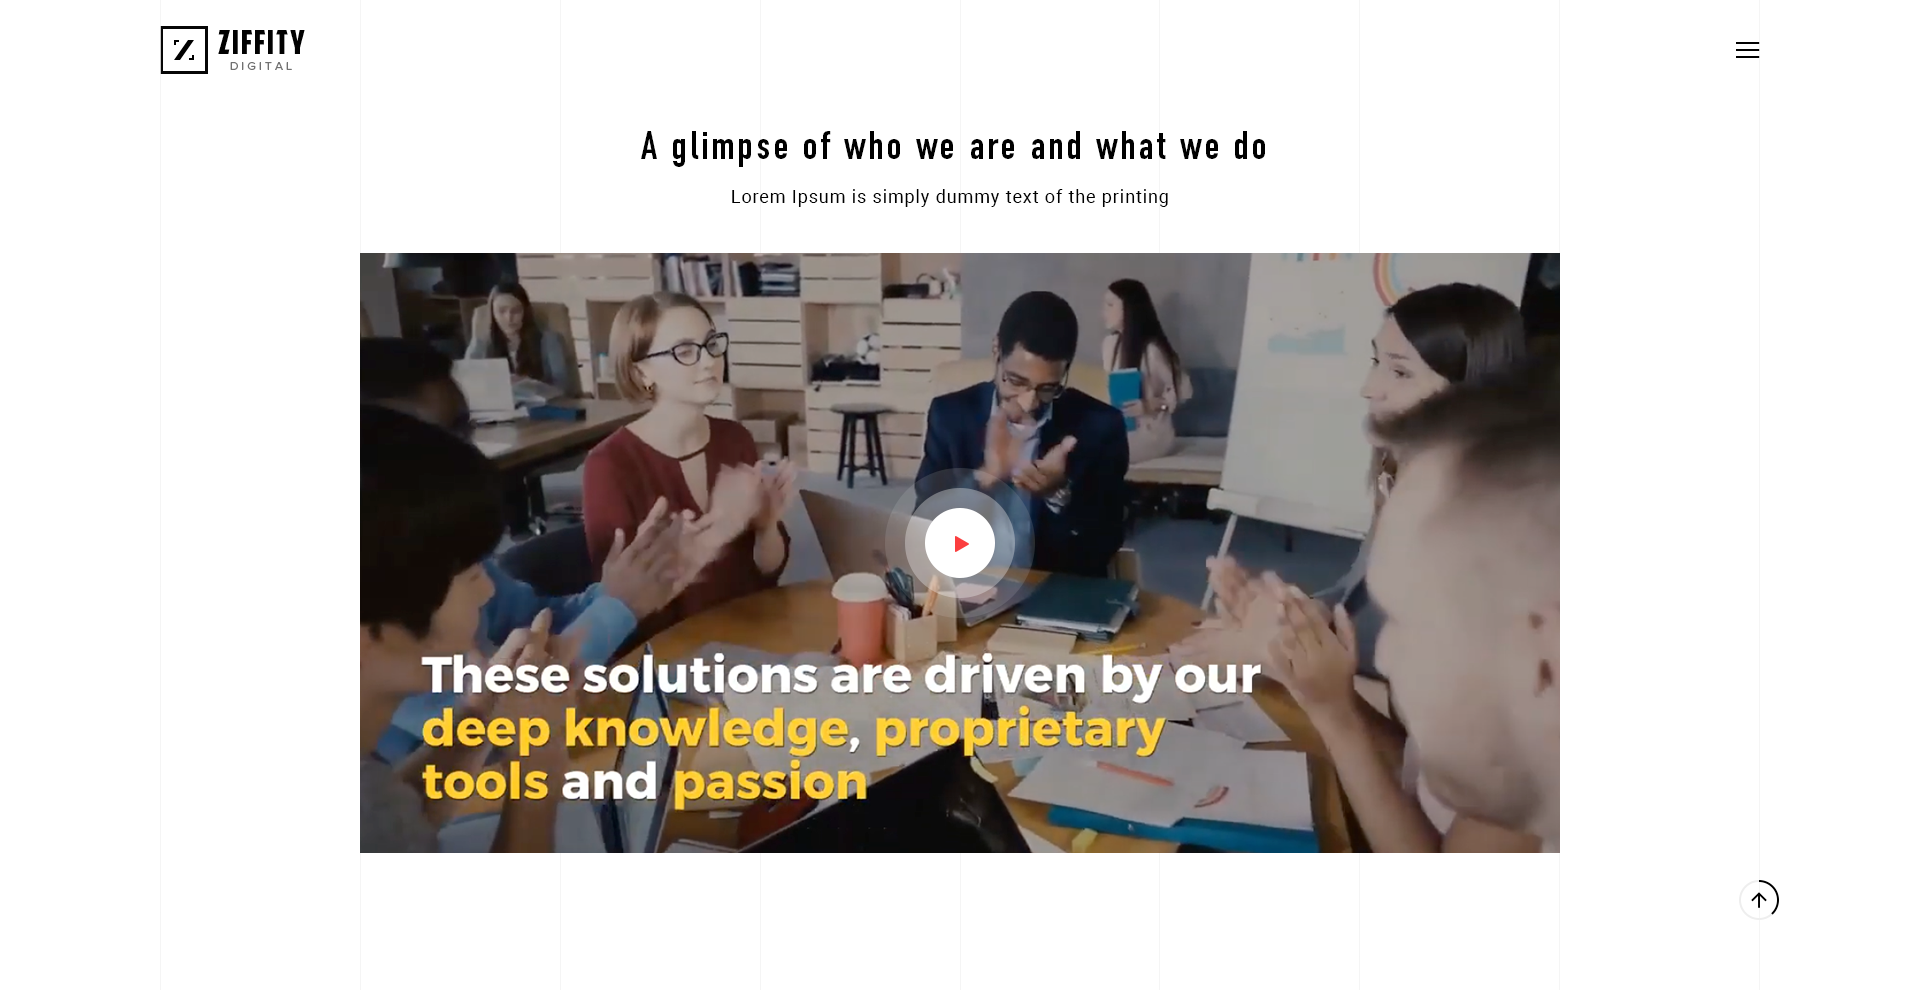 ZIFFITY
DIGITAL
A glimpse of who we are and what we do
Lorem Ipsum is simply dummy text of the printing
These solutions are driven by our
deep knowledge, proprietary
tools and passion